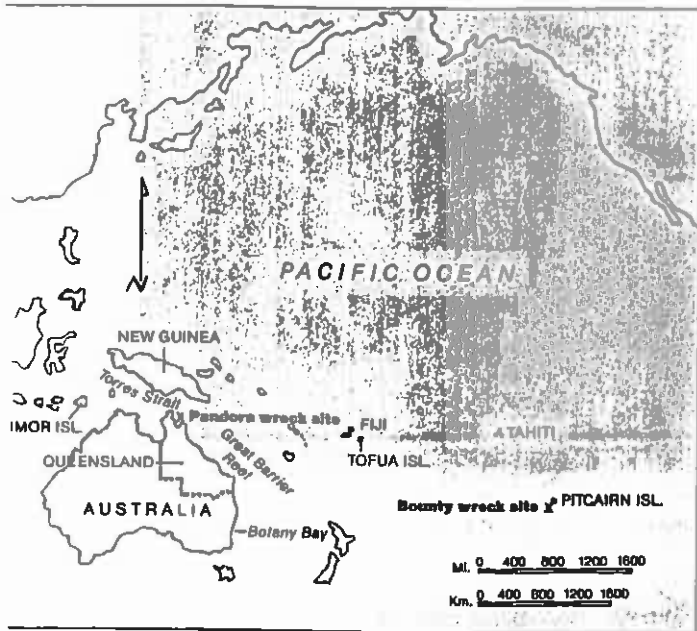 PACIFIC OCEAN
NEW GUINEA
Torres Strait
Pandora wreck site
FIJI
TAHITI
IMOR ISL.
TOFUA ISL.
Great Barrier
Reef
QUEENSLAND
AUSTRALIA
Bounty wreck site x PITCAIRN ISL.
Botany Bay
Mi. 0 400 800 1200 1600
Km. 0 400 800 1200 1600